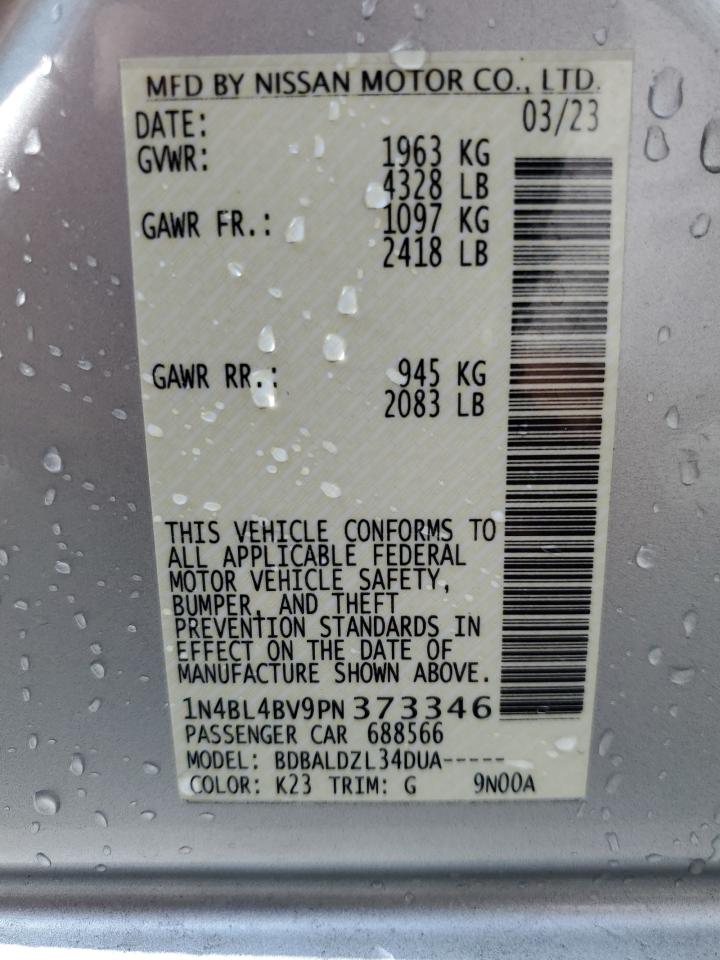 MFD BY NISSAN MOTOR CO., LTD.
DATE: 03/23
GVWR: 1963 KG
4328 LB
GAWR FR.: 1097 KG
2418 LB
GAWR RR.: 945 KG
2083 LB
THIS VEHICLE CONFORMS TO
ALL APPLICABLE FEDERAL
MOTOR VEHICLE SAFETY,
BUMPER, AND THEFT
PREVENTION STANDARDS IN
EFFECT ON THE DATE OF
MANUFACTURE SHOWN ABOVE.
1N4BL4BV9PN373346
PASSENGER CAR 688566
MODEL: BDBALDZL34DUA-----
COLOR: K23 TRIM: G 9N00A